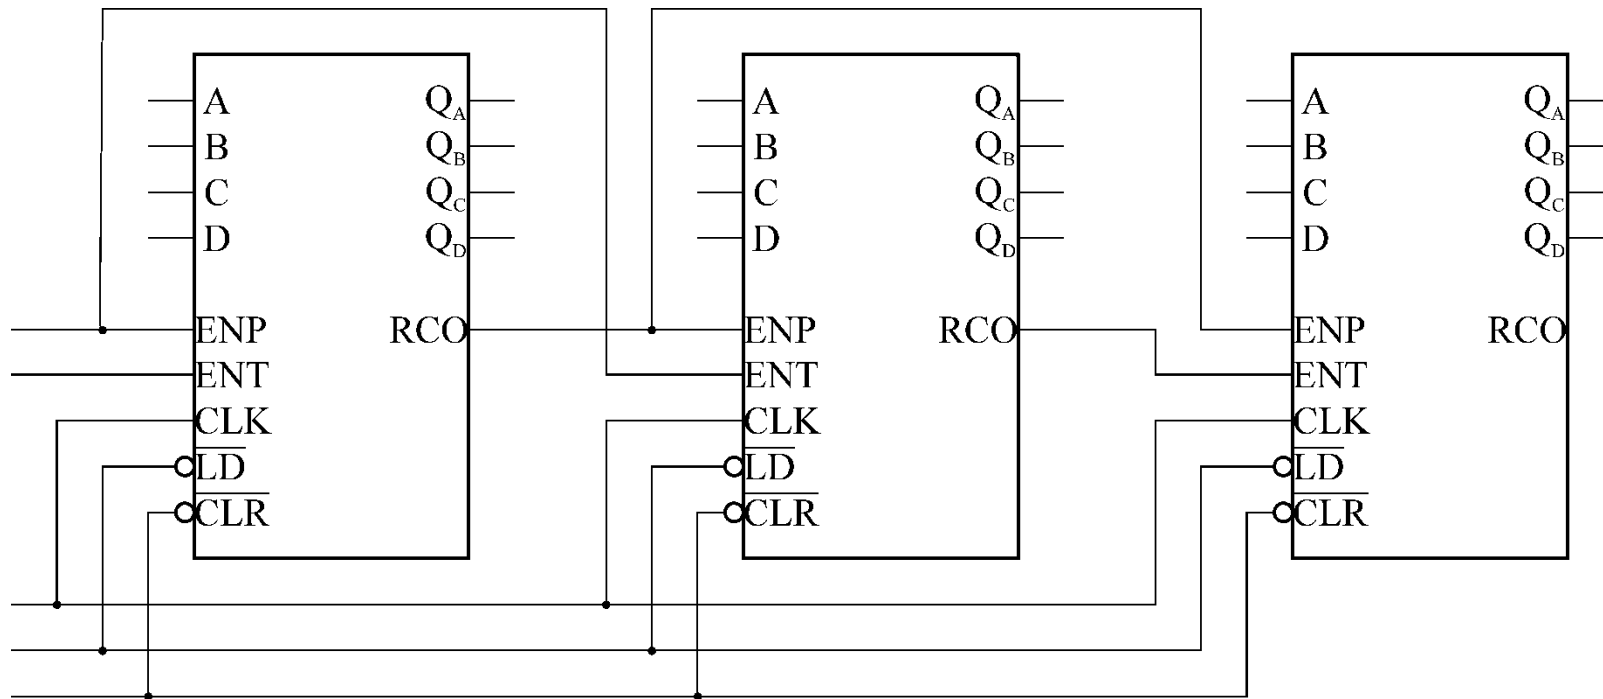 A QA A QA A QA
B QB B QB B QB
C QC C QC C QC
D QD D QD D QD
ENP RCO ENP RCO ENP RCO
ENT ENT ENT
CLK CLK CLK
LD LD LD
CLR CLR CLR